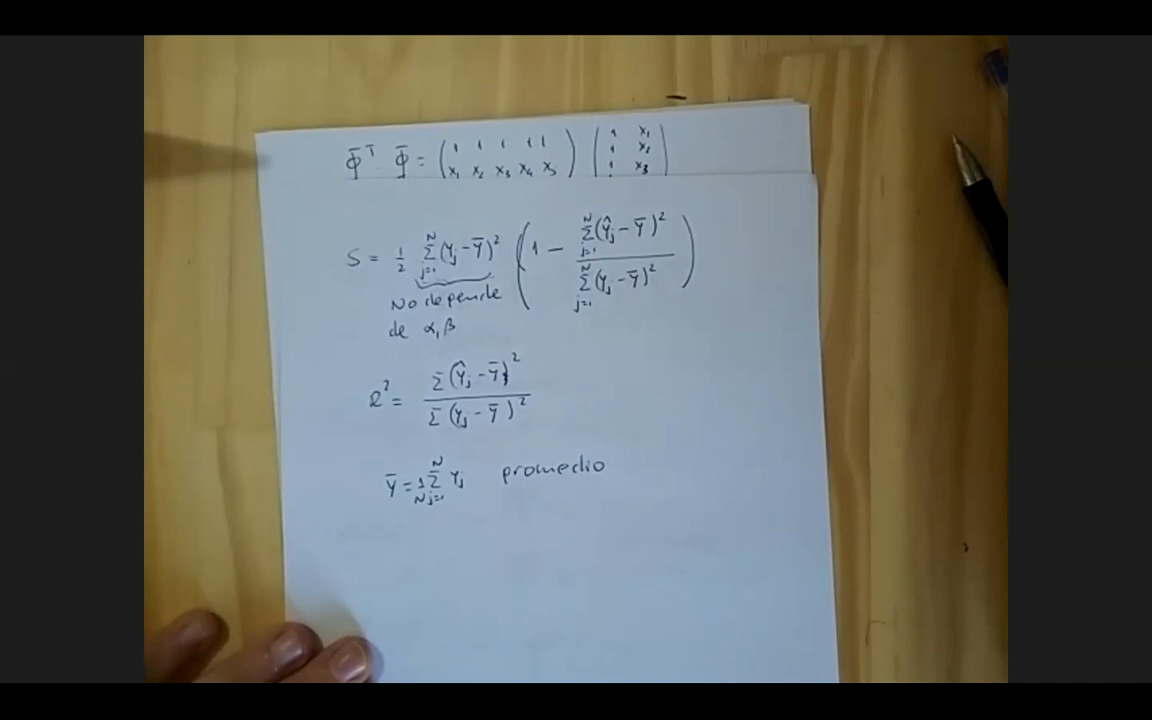 Φ̄ᵀ · Φ̄ = ( 1 1 1 1 1 ; x₁ x₂ x₃ x₄ x₅ ) ( 1 x₁ ; 1 x₂ ; 1 x₃
S = 1/2 Σ_{j=1}^{N} (y_j - ȳ)² ( 1 - Σ_{j=1}^{N} (ŷ_j - ȳ)² / Σ_{j=1}^{N} (y_j - ȳ)² )
No depende
de α, β
R² = Σ (ŷ_j - ȳ)² / Σ (y_j - ȳ)²
ȳ = 1/N Σ_{j=1}^{N} y_j promedio